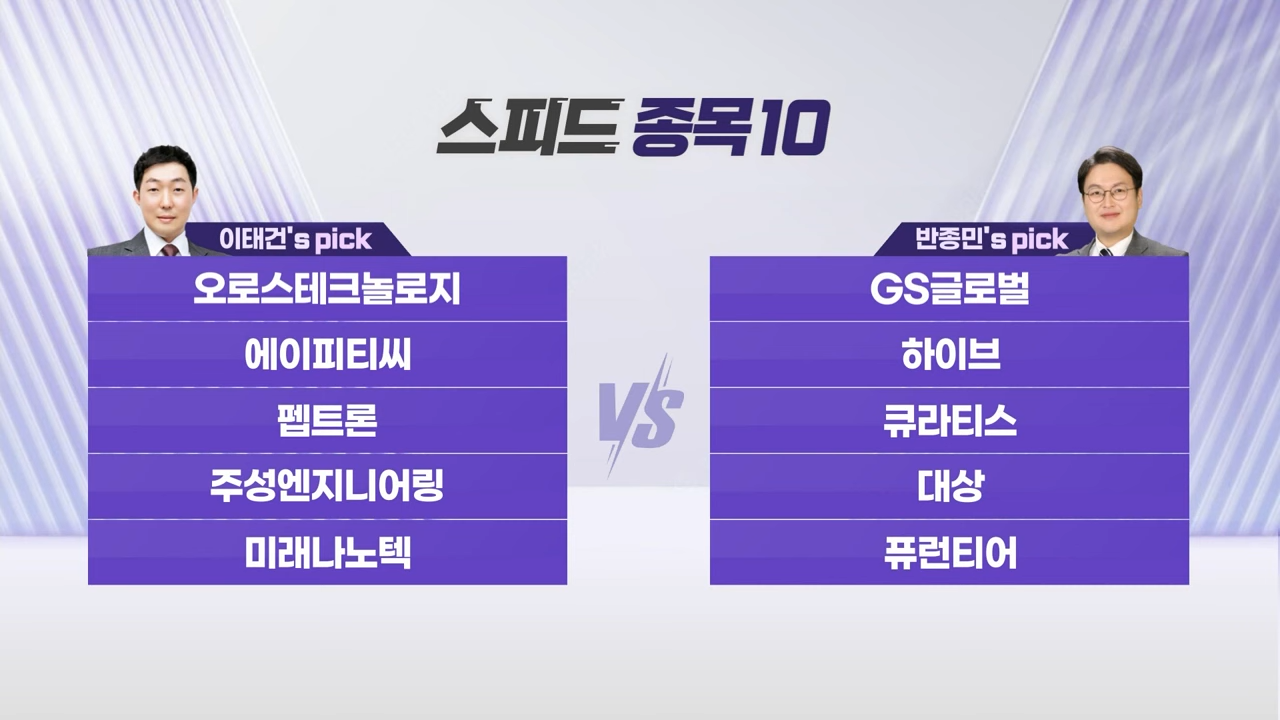 스피드 종목10
이태건's pick
오로스테크놀로지
에이피티씨
펩트론
주성엔지니어링
미래나노텍
VS
반종민's pick
GS글로벌
하이브
큐라티스
대상
퓨런티어